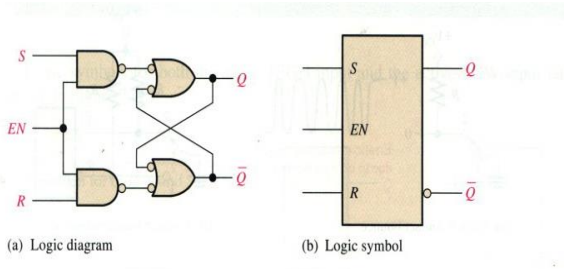 S
Q
EN
Q̅
R
(a) Logic diagram
S
Q
EN
R
Q̅
(b) Logic symbol